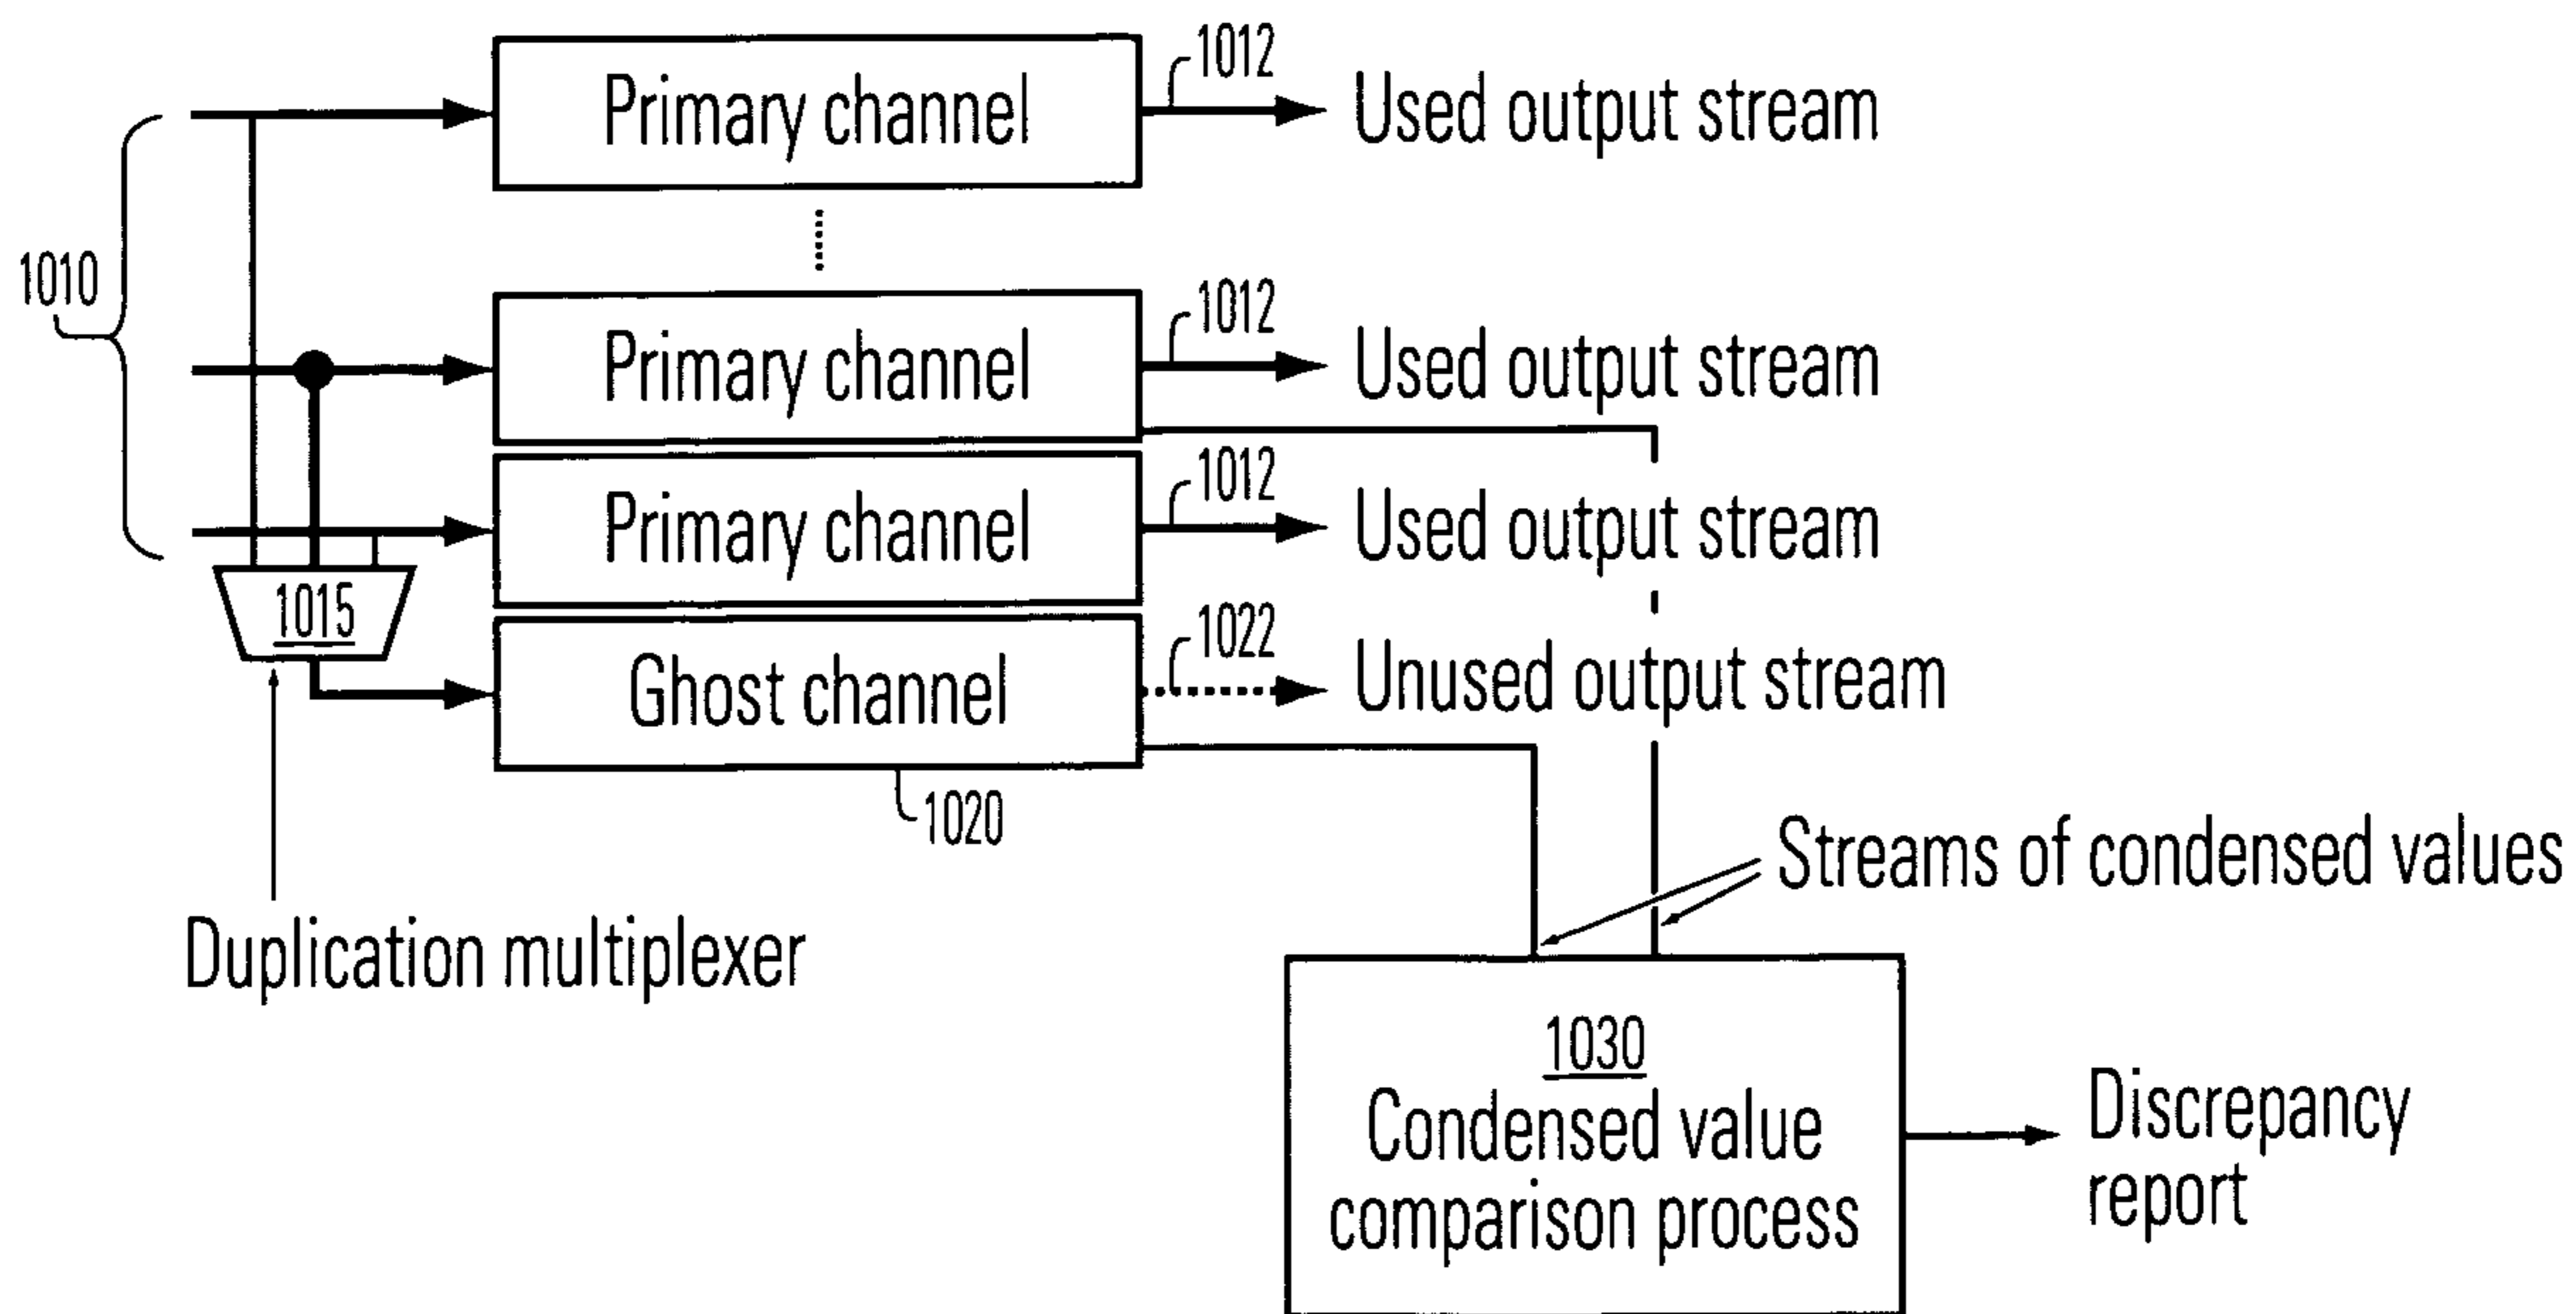 1012
Primary channel
Used output stream
1010
1012
Primary channel
Used output stream
1012
Primary channel
Used output stream
1015
1022
Ghost channel
Unused output stream
1020
Streams of condensed values
Duplication multiplexer
1030
Condensed value
comparison process
Discrepancy
report